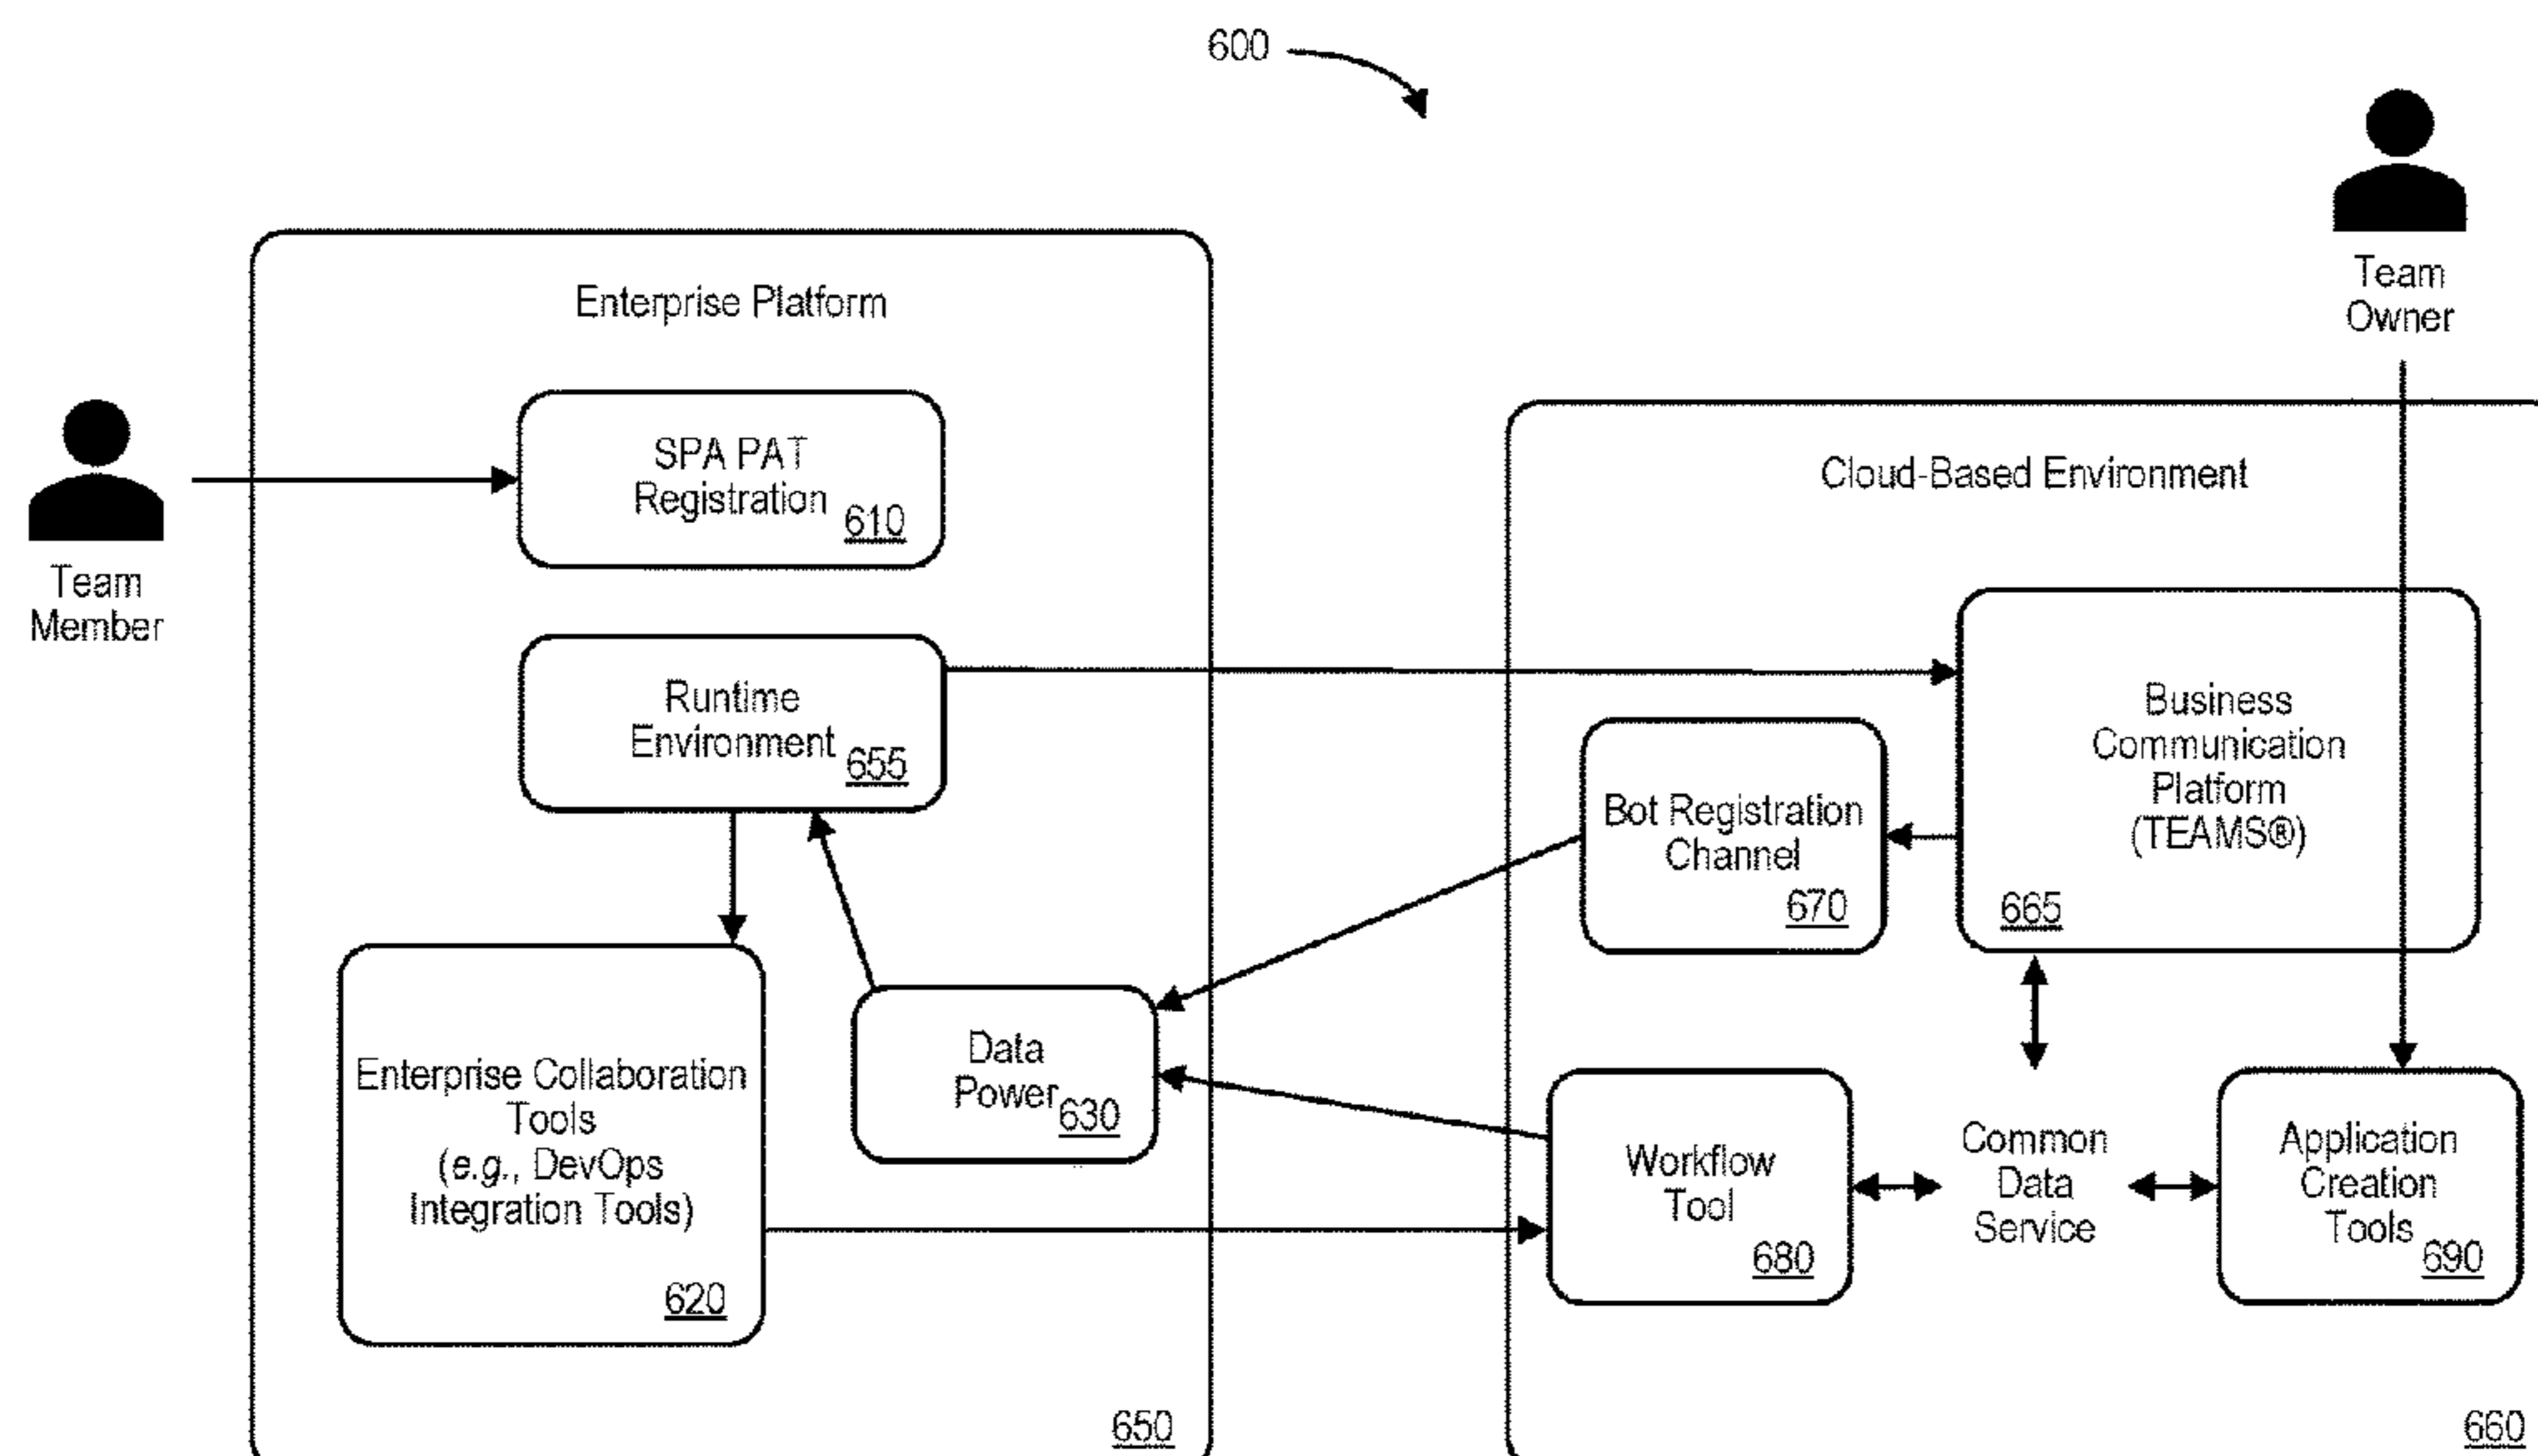 600
Team
Owner
Enterprise Platform
SPA PAT
Registration
610
Team
Member
Cloud-Based Environment
Runtime
Environment
655
Business
Communication
Platform
(TEAMS®)
665
Bot Registration
Channel
670
Data
Power
630
Enterprise Collaboration
Tools
(e.g., DevOps
Integration Tools)
620
Workflow
Tool
680
Common
Data
Service
Application
Creation
Tools
690
650
660